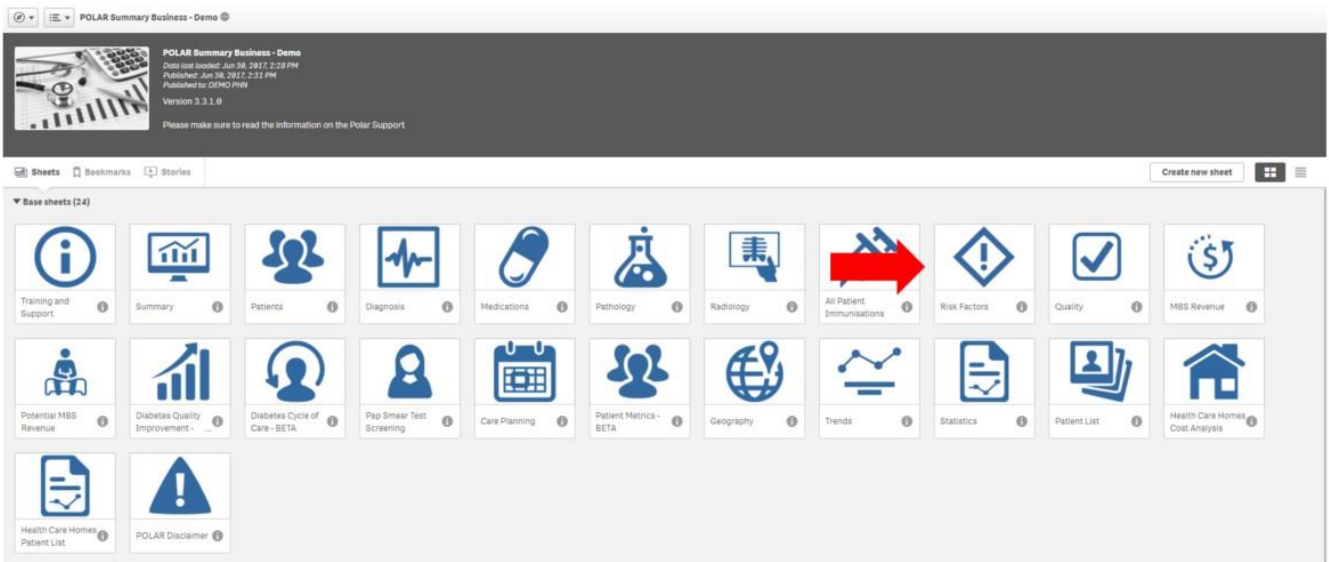 POLAR Summary Business - Demo
POLAR Summary Business - Demo
Data last loaded: Jun 30, 2017, 2:28 PM
Published: Jun 30, 2017, 2:31 PM
Published to: DEMO PHN
Version 3.3.1.0
Please make sure to read the information on the Polar Support
Sheets Bookmarks Stories
Create new sheet
Base sheets (24)
Training and
Support
Summary
Patients
Diagnosis
Medications
Pathology
Radiology
All Patient
Immunisations
Risk Factors
Quality
MBS Revenue
Potential MBS
Revenue
Diabetes Quality
Improvement - ...
Diabetes Cycle of
Care - BETA
Pap Smear Test
Screening
Care Planning
Patient Metrics -
BETA
Geography
Trends
Statistics
Patient List
Health Care Homes
Cost Analysis
Health Care Homes
Patient List
POLAR Disclaimer